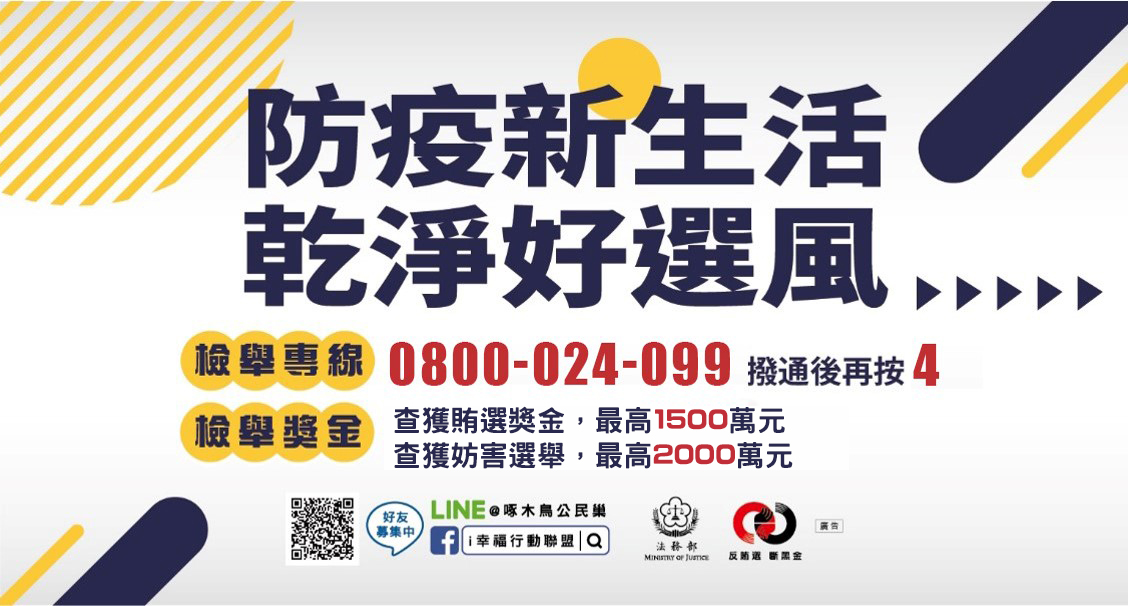 防疫新生活
乾淨好選風
檢舉專線 0800-024-099 撥通後再按 4
檢舉獎金 查獲賄選獎金，最高1500萬元
查獲妨害選舉，最高2000萬元
好友
募集中
LINE @啄木鳥公民巢
f i幸福行動聯盟
法務部
MINISTRY OF JUSTICE
反賄選 斷黑金
廣告